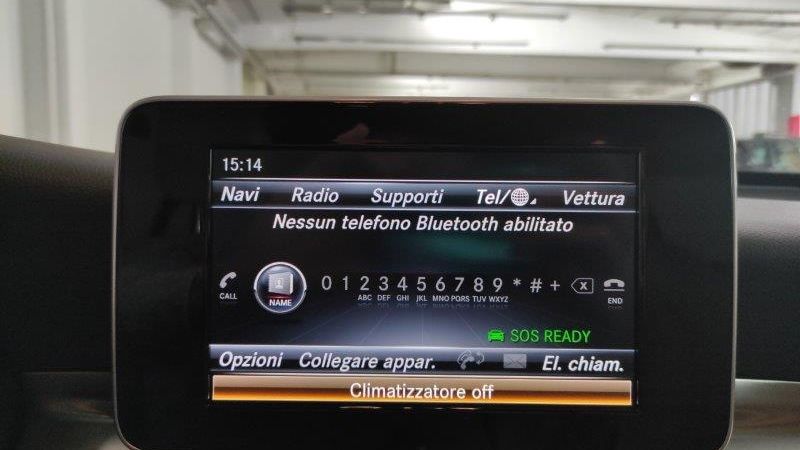 15:14
Navi Radio Supporti Tel/ Vettura
Nessun telefono Bluetooth abilitato
0 1 2 3 4 5 6 7 8 9 * # +
CALL NAME ABC DEF GHI JKL MNO PQRS TUV WXYZ END
SOS READY
Opzioni Collegare appar. El. chiam.
Climatizzatore off